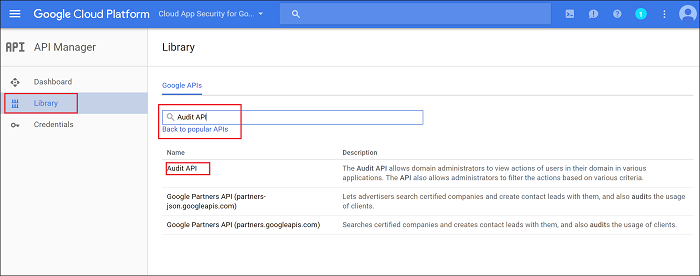 Google Cloud Platform
Cloud App Security for Go...
1
API
API Manager
Library
Dashboard
Library
Credentials
Google APIs
Audit API
Back to popular APIs
Name
Description
Audit API
The Audit API allows domain administrators to view actions of users in their domain in various
applications. The API also allows administrators to filter the actions based on various criteria.
Google Partners API (partners-
json.googleapis.com)
Lets advertisers search certified companies and create contact leads with them, and also audits the usage
of clients.
Google Partners API (partners.googleapis.com)
Searches certified companies and creates contact leads with them, and also audits the usage of clients.